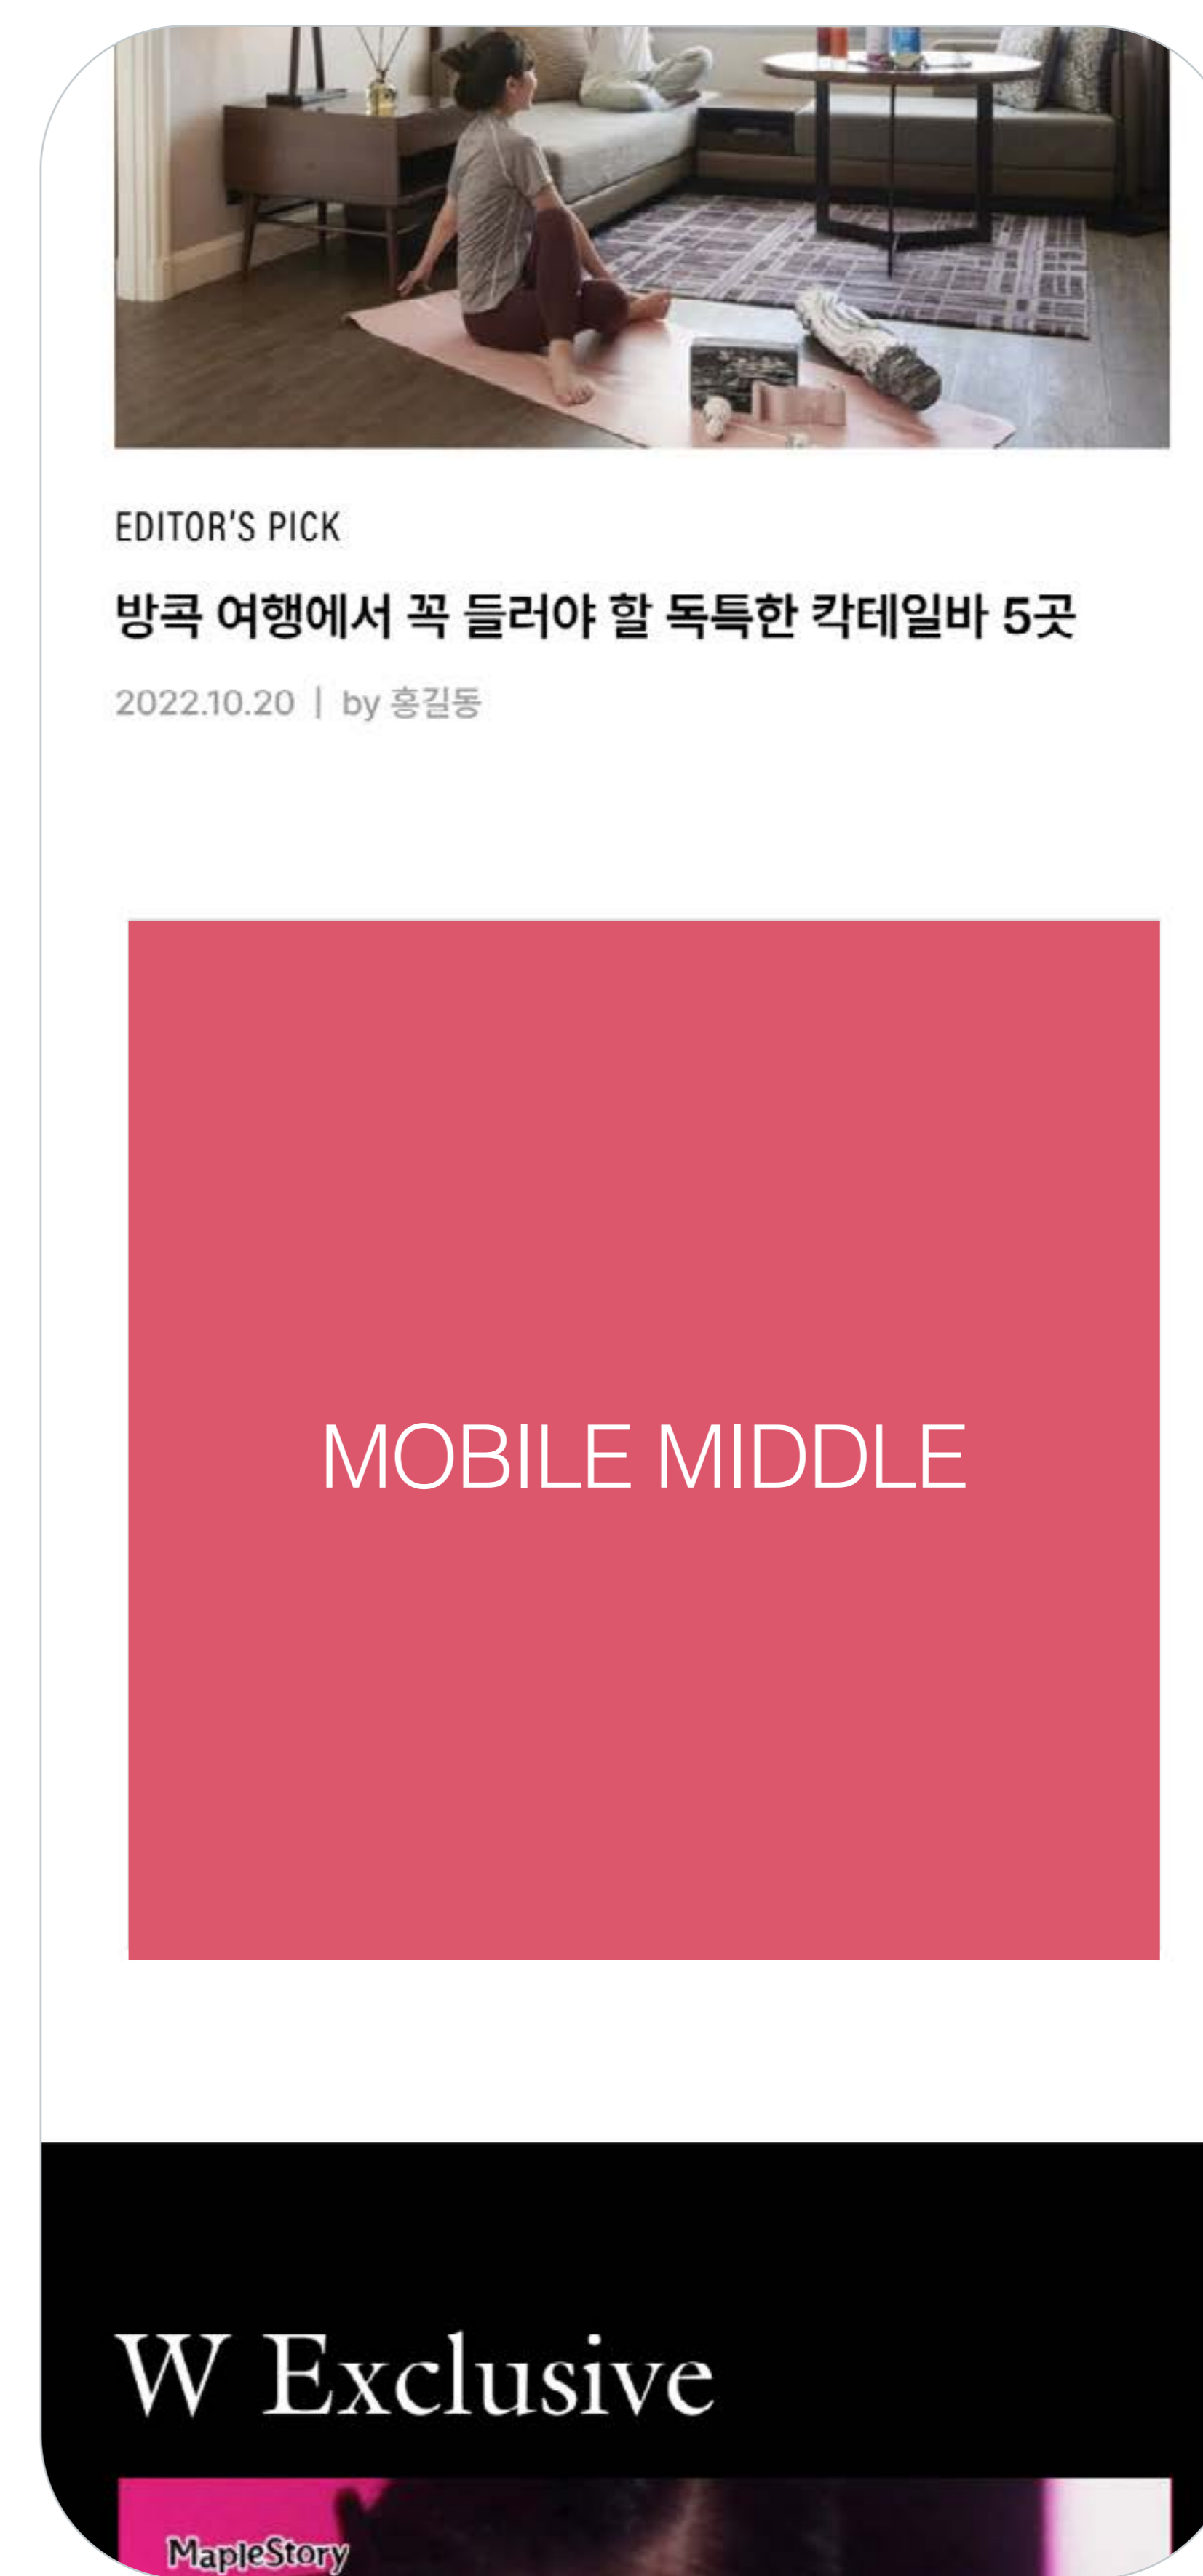 EDITOR'S PICK
방콕 여행에서 꼭 들러야 할 독특한 칵테일바 5곳
2022.10.20 | by 홍길동
MOBILE MIDDLE
W Exclusive
MapleStory